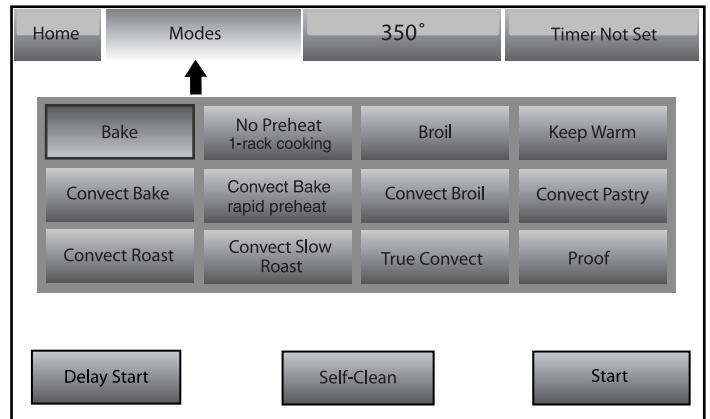 Home
Modes
350°
Timer Not Set
Bake
No Preheat
1-rack cooking
Broil
Keep Warm
Convect Bake
Convect Bake
rapid preheat
Convect Broil
Convect Pastry
Convect Roast
Convect Slow
Roast
True Convect
Proof
Delay Start
Self-Clean
Start